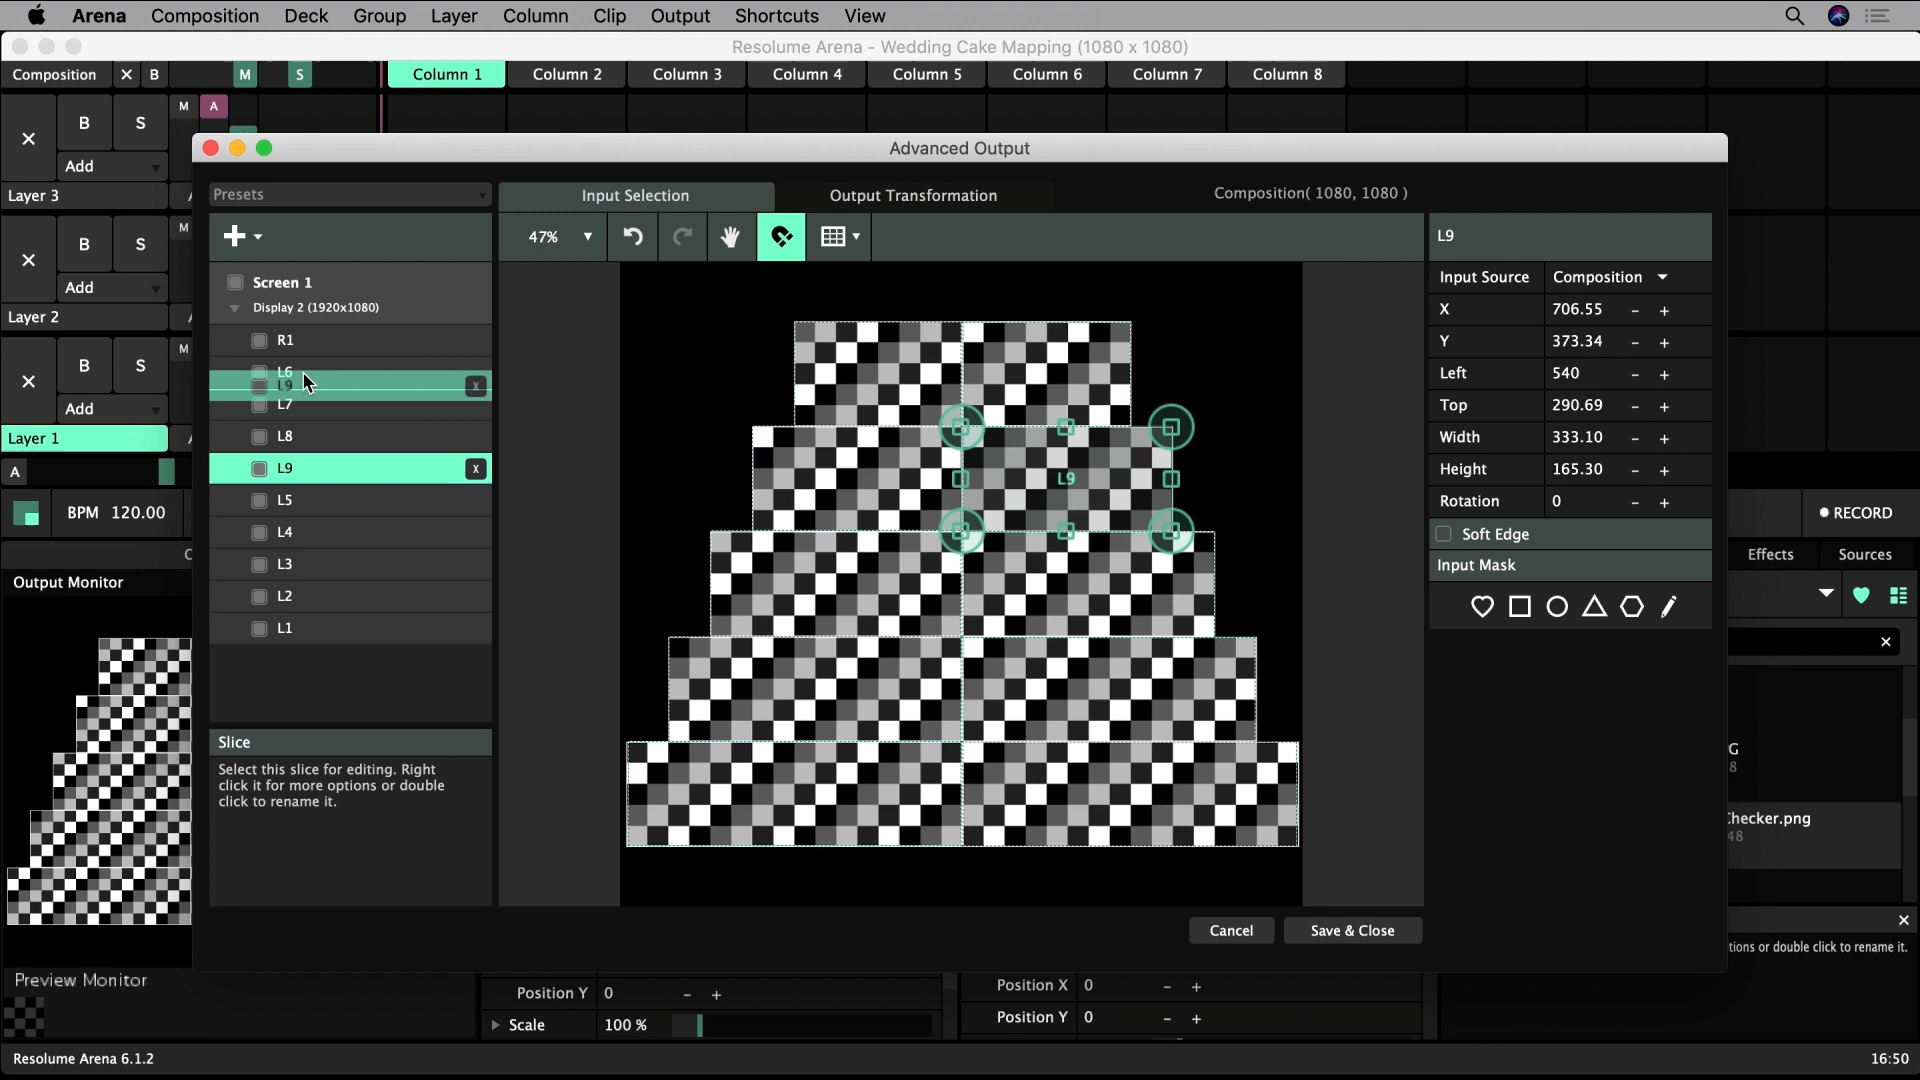 Arena Composition Deck Group Layer Column Clip Output Shortcuts View
Resolume Arena - Wedding Cake Mapping (1080 x 1080)
Composition B M S Column 1 Column 2 Column 3 Column 4 Column 5 Column 6 Column 7 Column 8
M A
B S
Add
Layer 3
M
B S
Add
Layer 2
M
B S
Add
Layer 1
A
BPM 120.00
RECORD
Effects Sources
Output Monitor
Preview Monitor
Advanced Output
Presets
Input Selection Output Transformation Composition( 1080, 1080 )
47%
Screen 1
Display 2 (1920x1080)
R1
L6
L9 X
L7
L8
L9 X
L5
L4
L3
L2
L1
Slice
Select this slice for editing. Right
click it for more options or double
click to rename it.
L9
L9
Input Source Composition
X 706.55 - +
Y 373.34 - +
Left 540 - +
Top 290.69 - +
Width 333.10 - +
Height 165.30 - +
Rotation 0 - +
Soft Edge
Input Mask
Cancel Save & Close
G
8
Checker.png
48
tions or double click to rename it.
Position Y 0 - +
Scale 100 %
Position X 0 - +
Position Y 0 - +
Resolume Arena 6.1.2
16:50